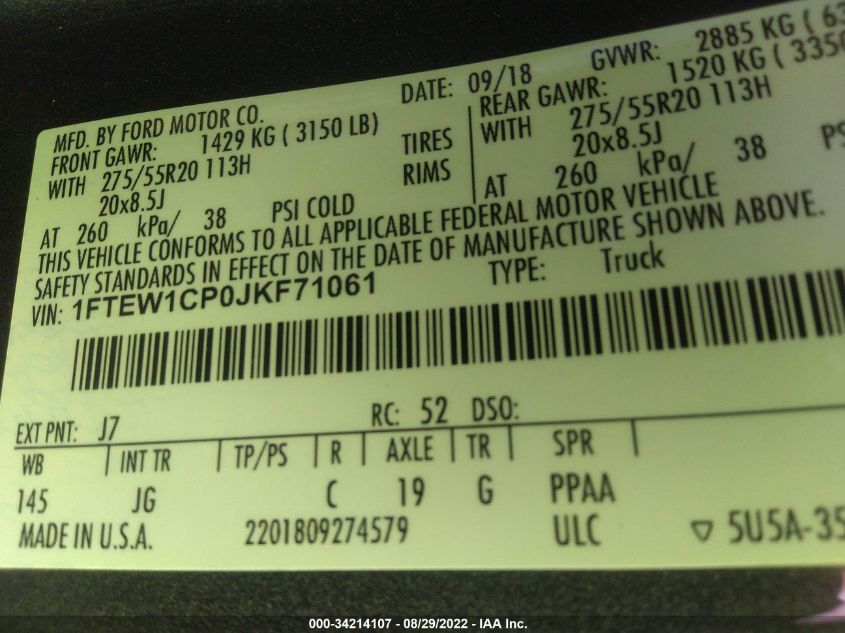 MFD. BY FORD MOTOR CO.
DATE: 09/18
GVWR: 2885 KG (
FRONT GAWR: 1429 KG ( 3150 LB)
WITH 275/55R20 113H
TIRES
20x8.5J
RIMS
AT 260 kPa/ 38 PSI COLD
REAR GAWR: 1520 KG (
WITH 275/55R20 113H
20x8.5J
AT 260 kPa/ 38
THIS VEHICLE CONFORMS TO ALL APPLICABLE FEDERAL MOTOR VEHICLE
SAFETY STANDARDS IN EFFECT ON THE DATE OF MANUFACTURE SHOWN ABOVE.
VIN: 1FTEW1CP0JKF71061
TYPE: Truck
EXT PNT: J7
RC: 52 DSO:
WB INT TR TP/PS R AXLE TR SPR
145 JG C 19 G PPAA
MADE IN U.S.A. 2201809274579 ULC ▽ 5U5A-35
000-34214107 - 08/29/2022 - IAA Inc.